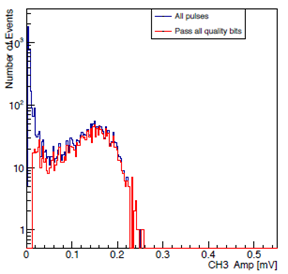 All pulses
Pass all quality bits
Number of Events
10³
10²
10
1
0 0.1 0.2 0.3 0.4 0.5
CH3 Amp [mV]